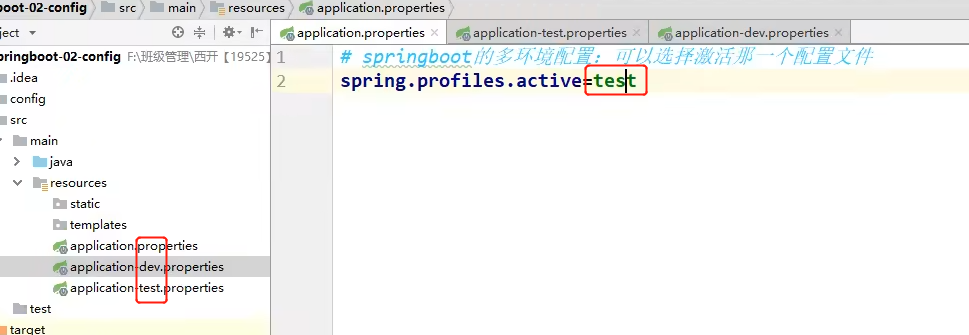 boot-02-config src main resources application.properties
ject
application.properties application-test.properties application-dev.properties
pringboot-02-config F:\班级管理\西开【19525】
.idea
config
src
main
java
resources
static
templates
application.properties
application-dev.properties
application-test.properties
test
target
1 # springboot的多环境配置：可以选择激活那一个配置文件
2 spring.profiles.active=test